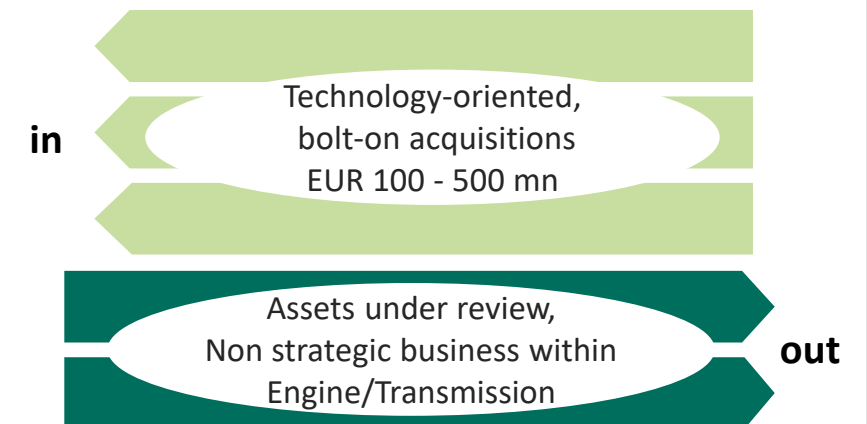 Technology-oriented,
in
bolt-on acquisitions
EUR 100 - 500 mn
Assets under review,
Non strategic business within
out
Engine/Transmission